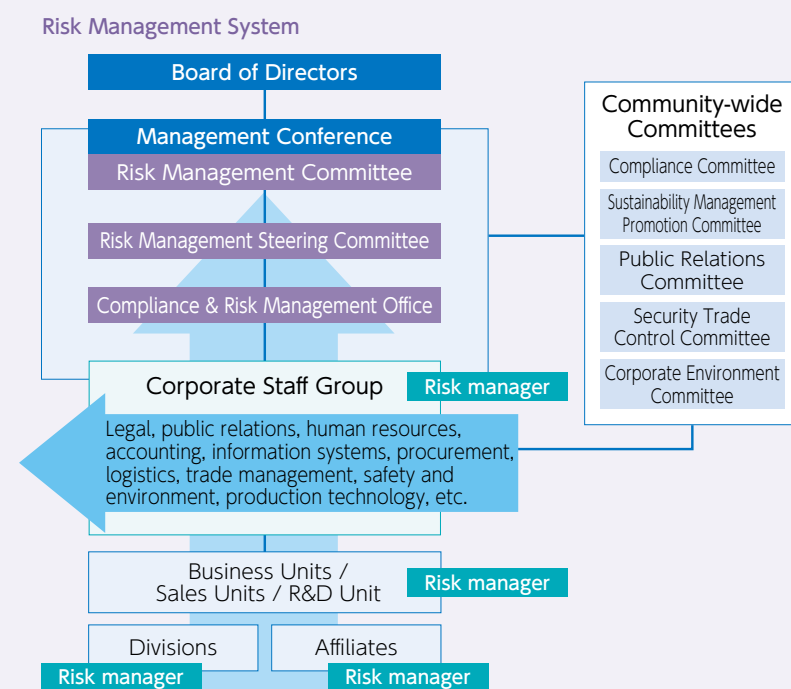 Risk Management System
Board of Directors
Management Conference
Risk Management Committee
Risk Management Steering Committee
Compliance & Risk Management Office
Corporate Staff Group
Risk manager
Legal, public relations, human resources,
accounting, information systems, procurement,
logistics, trade management, safety and
environment, production technology, etc.
Business Units /
Sales Units / R&D Unit
Risk manager
Divisions
Risk manager
Affiliates
Risk manager
Community-wide
Committees
Compliance Committee
Sustainability Management
Promotion Committee
Public Relations
Committee
Security Trade
Control Committee
Corporate Environment
Committee